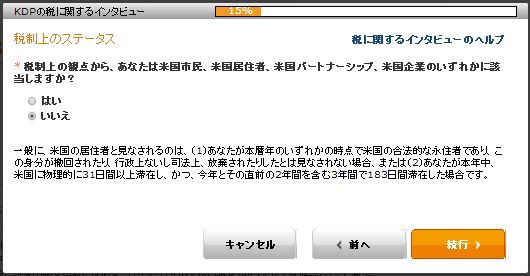 KDPの税に関するインタビュー
15%
税制上のステータス
税に関するインタビューのヘルプ
* 税制上の観点から、あなたは米国市民、米国居住者、米国パートナーシップ、米国企業のいずれかに該
当しますか？
はい
いいえ
一般に、米国の居住者と見なされるのは、(1)あなたが本暦年のいずれかの時点で米国の合法的な永住者であり、こ
の身分が撤回されたり、行政上ないし司法上、放棄されたりしたとは見なされない場合、または(2)あなたが本年中、
米国に物理的に31日間以上滞在し、かつ、今年とその直前の2年間を含む3年間で183日間滞在した場合です。
キャンセル
前へ
続行